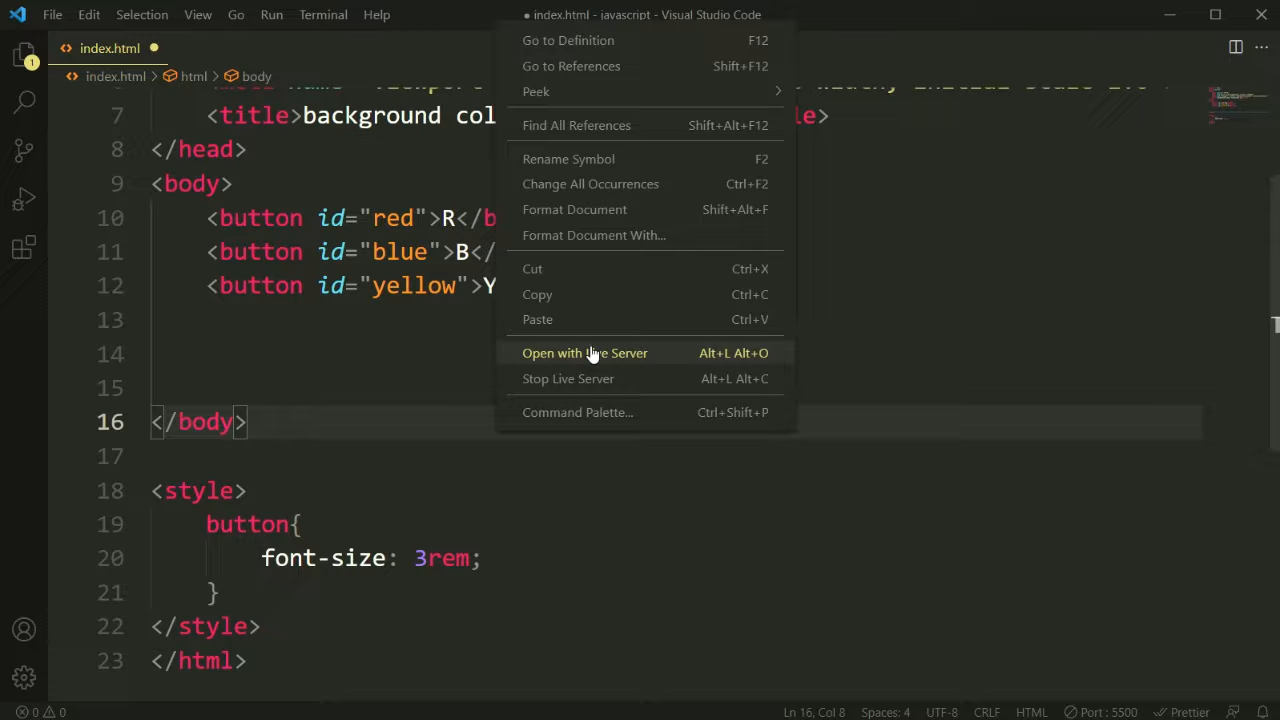 File Edit Selection View Go Run Terminal Help ● index.html - javascript - Visual Studio Code
index.html ●
index.html > html > body
7 <title>background col le>
8 </head>
9 <body>
10 <button id="red">R</b
11 <button id="blue">B</
12 <button id="yellow">Y
13
14
15
16 </body>
17
18 <style>
19 button{
20 font-size: 3rem;
21 }
22 </style>
23 </html>
Go to Definition F12
Go to References Shift+F12
Peek >
Find All References Shift+Alt+F12
Rename Symbol F2
Change All Occurrences Ctrl+F2
Format Document Shift+Alt+F
Format Document With...
Cut Ctrl+X
Copy Ctrl+C
Paste Ctrl+V
Open with Live Server Alt+L Alt+O
Stop Live Server Alt+L Alt+C
Command Palette... Ctrl+Shift+P
1
0 0 Ln 16, Col 8 Spaces: 4 UTF-8 CRLF HTML Port : 5500 Prettier